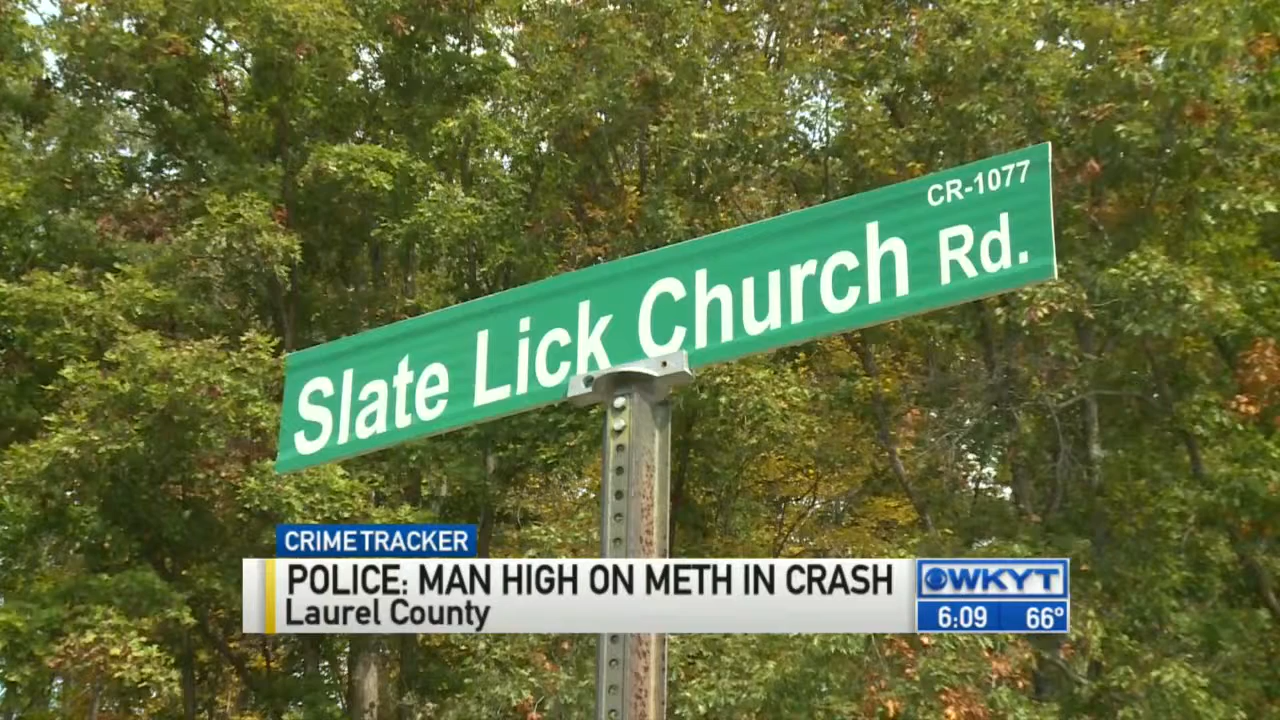 CR-1077
Slate Lick Church Rd.
CRIMETRACKER
POLICE: MAN HIGH ON METH IN CRASH
Laurel County
WKYT
6:09 66°